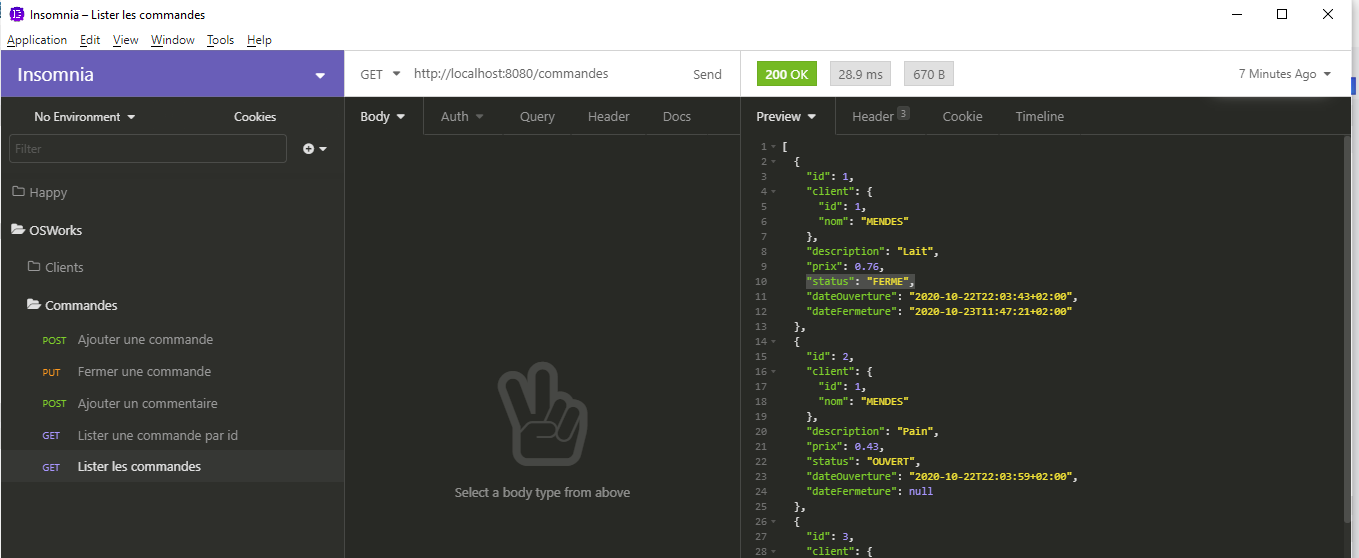 Insomnia – Lister les commandes
Application Edit View Window Tools Help
Insomnia
GET http://localhost:8080/commandes Send
200 OK 28.9 ms 670 B 7 Minutes Ago
No Environment Cookies
Body Auth Query Header Docs
Preview Header 3 Cookie Timeline
Filter
Happy
OSWorks
Clients
Commandes
POST Ajouter une commande
PUT Fermer une commande
POST Ajouter un commentaire
GET Lister une commande par id
GET Lister les commandes
Select a body type from above
1 [
2 {
3 "id": 1,
4 "client": {
5 "id": 1,
6 "nom": "MENDES"
7 },
8 "description": "Lait",
9 "prix": 0.76,
10 "status": "FERME",
11 "dateOuverture": "2020-10-22T22:03:43+02:00",
12 "dateFermeture": "2020-10-23T11:47:21+02:00"
13 },
14 {
15 "id": 2,
16 "client": {
17 "id": 1,
18 "nom": "MENDES"
19 },
20 "description": "Pain",
21 "prix": 0.43,
22 "status": "OUVERT",
23 "dateOuverture": "2020-10-22T22:03:59+02:00",
24 "dateFermeture": null
25 },
26 {
27 "id": 3,
28 "client": {